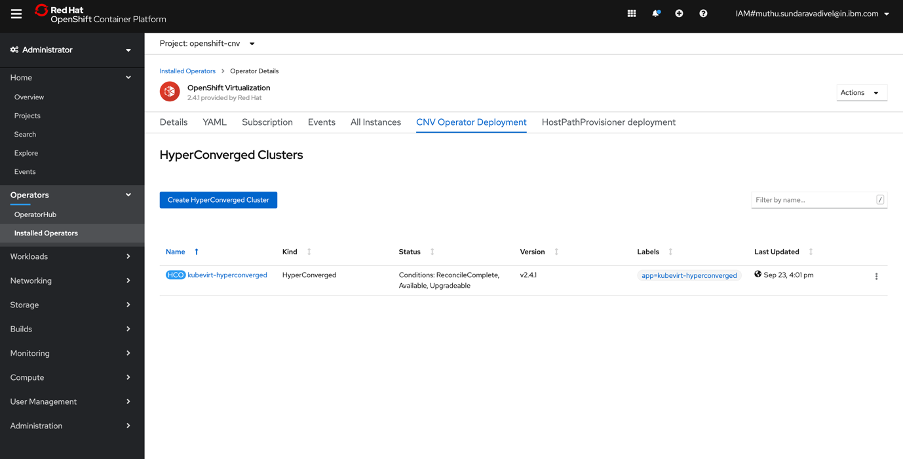 Red Hat
OpenShift Container Platform
IAM#muthu.sundaravadivel@in.ibm.com
Administrator
Home
Overview
Projects
Search
Explore
Events
Operators
OperatorHub
Installed Operators
Workloads
Networking
Storage
Builds
Monitoring
Compute
User Management
Administration
Project: openshift-cnv
Installed Operators > Operator Details
OpenShift Virtualization
2.4.1 provided by Red Hat
Actions
Details YAML Subscription Events All Instances CNV Operator Deployment HostPathProvisioner deployment
HyperConverged Clusters
Create HyperConverged Cluster
Filter by name...
/
Name Kind Status Version Labels Last Updated
HCO kubevirt-hyperconverged HyperConverged Conditions: ReconcileComplete, v2.4.1 app=kubevirt-hyperconverged Sep 23, 4:01 pm
Available, Upgradeable